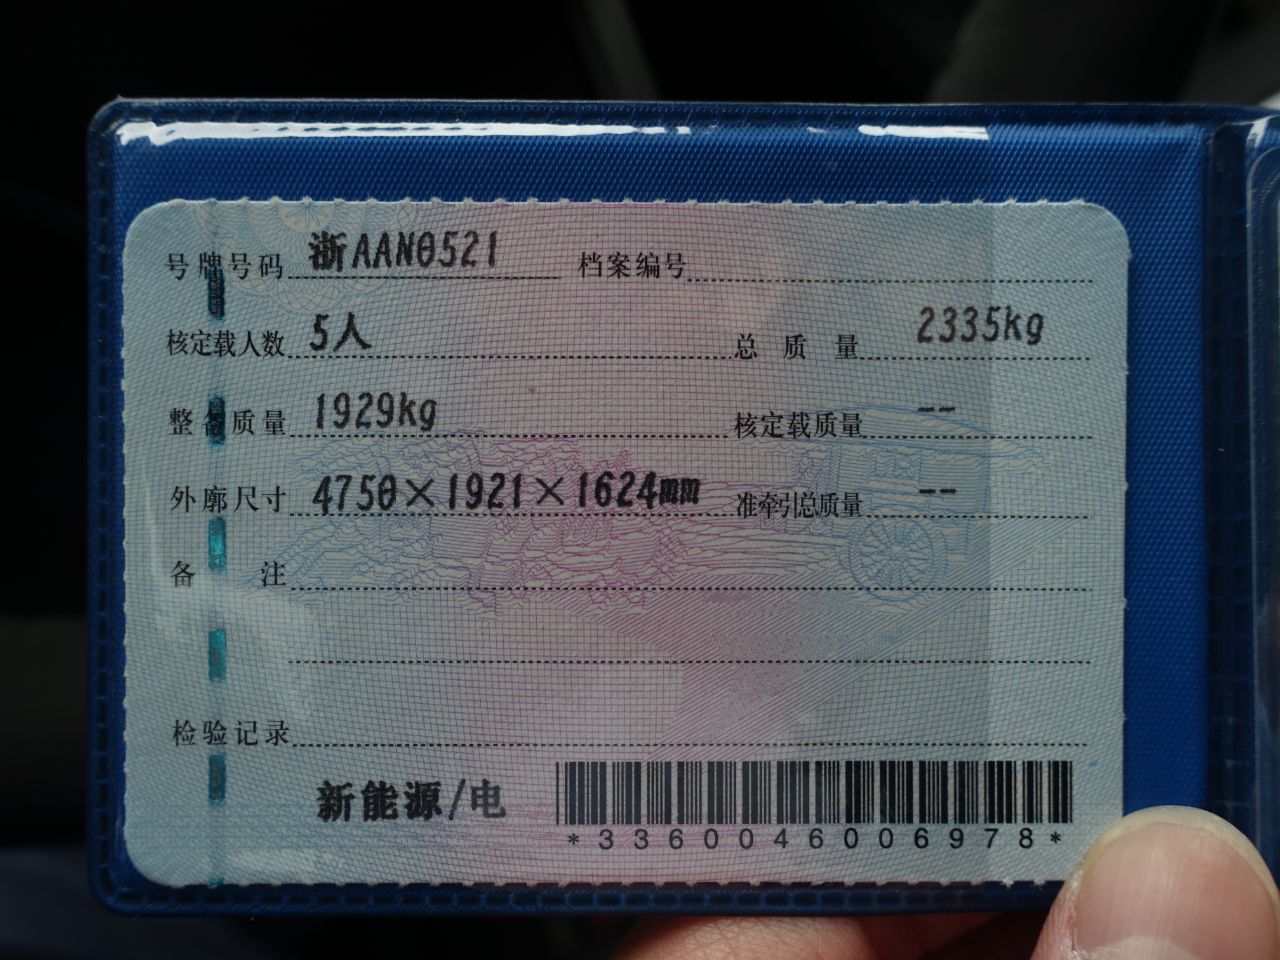 号牌号码 浙AAN0521 档案编号
核定载人数 5人 总质量 2335kg
整备质量 1929kg 核定载质量 --
外廓尺寸 4750×1921×1624mm 准牵引总质量 --
备注
检验记录
新能源/电
*3360046006978*